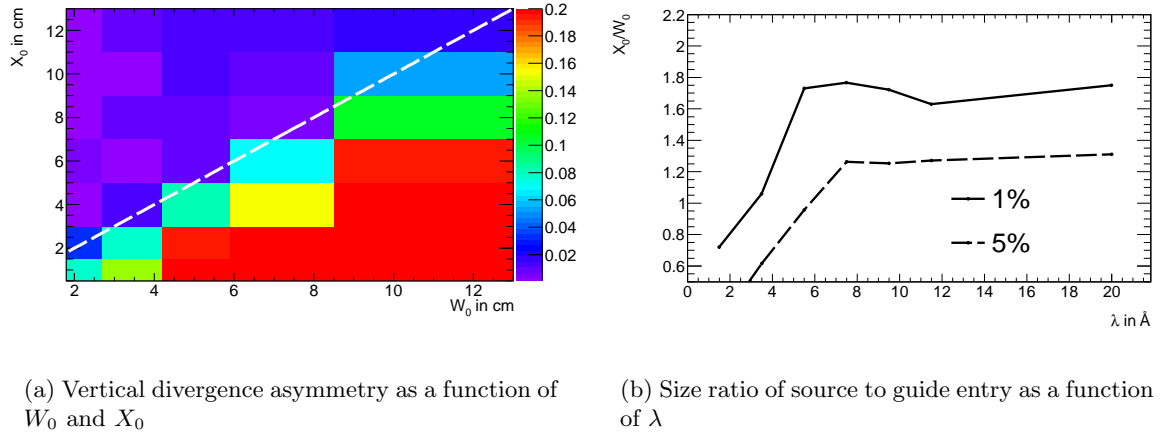 X₀ in cm
12
10
8
6
4
2
2 4 6 8 10 12
W₀ in cm
0.2
0.18
0.16
0.14
0.12
0.1
0.08
0.06
0.04
0.02
X₀/W₀
2.2
2
1.8
1.6
1.4
1.2
1
0.8
0.6
0 2 4 6 8 10 12 14 16 18 20
λ in Å
1%
5%
(a) Vertical divergence asymmetry as a function of
W₀ and X₀
(b) Size ratio of source to guide entry as a function
of λ